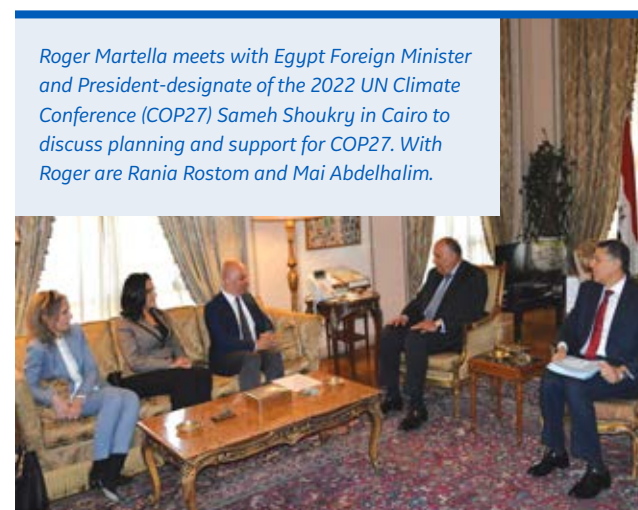 Roger Martella meets with Egypt Foreign Minister
and President-designate of the 2022 UN Climate
Conference (COP27) Sameh Shoukry in Cairo to
discuss planning and support for COP27. With
Roger are Rania Rostom and Mai Abdelhalim.